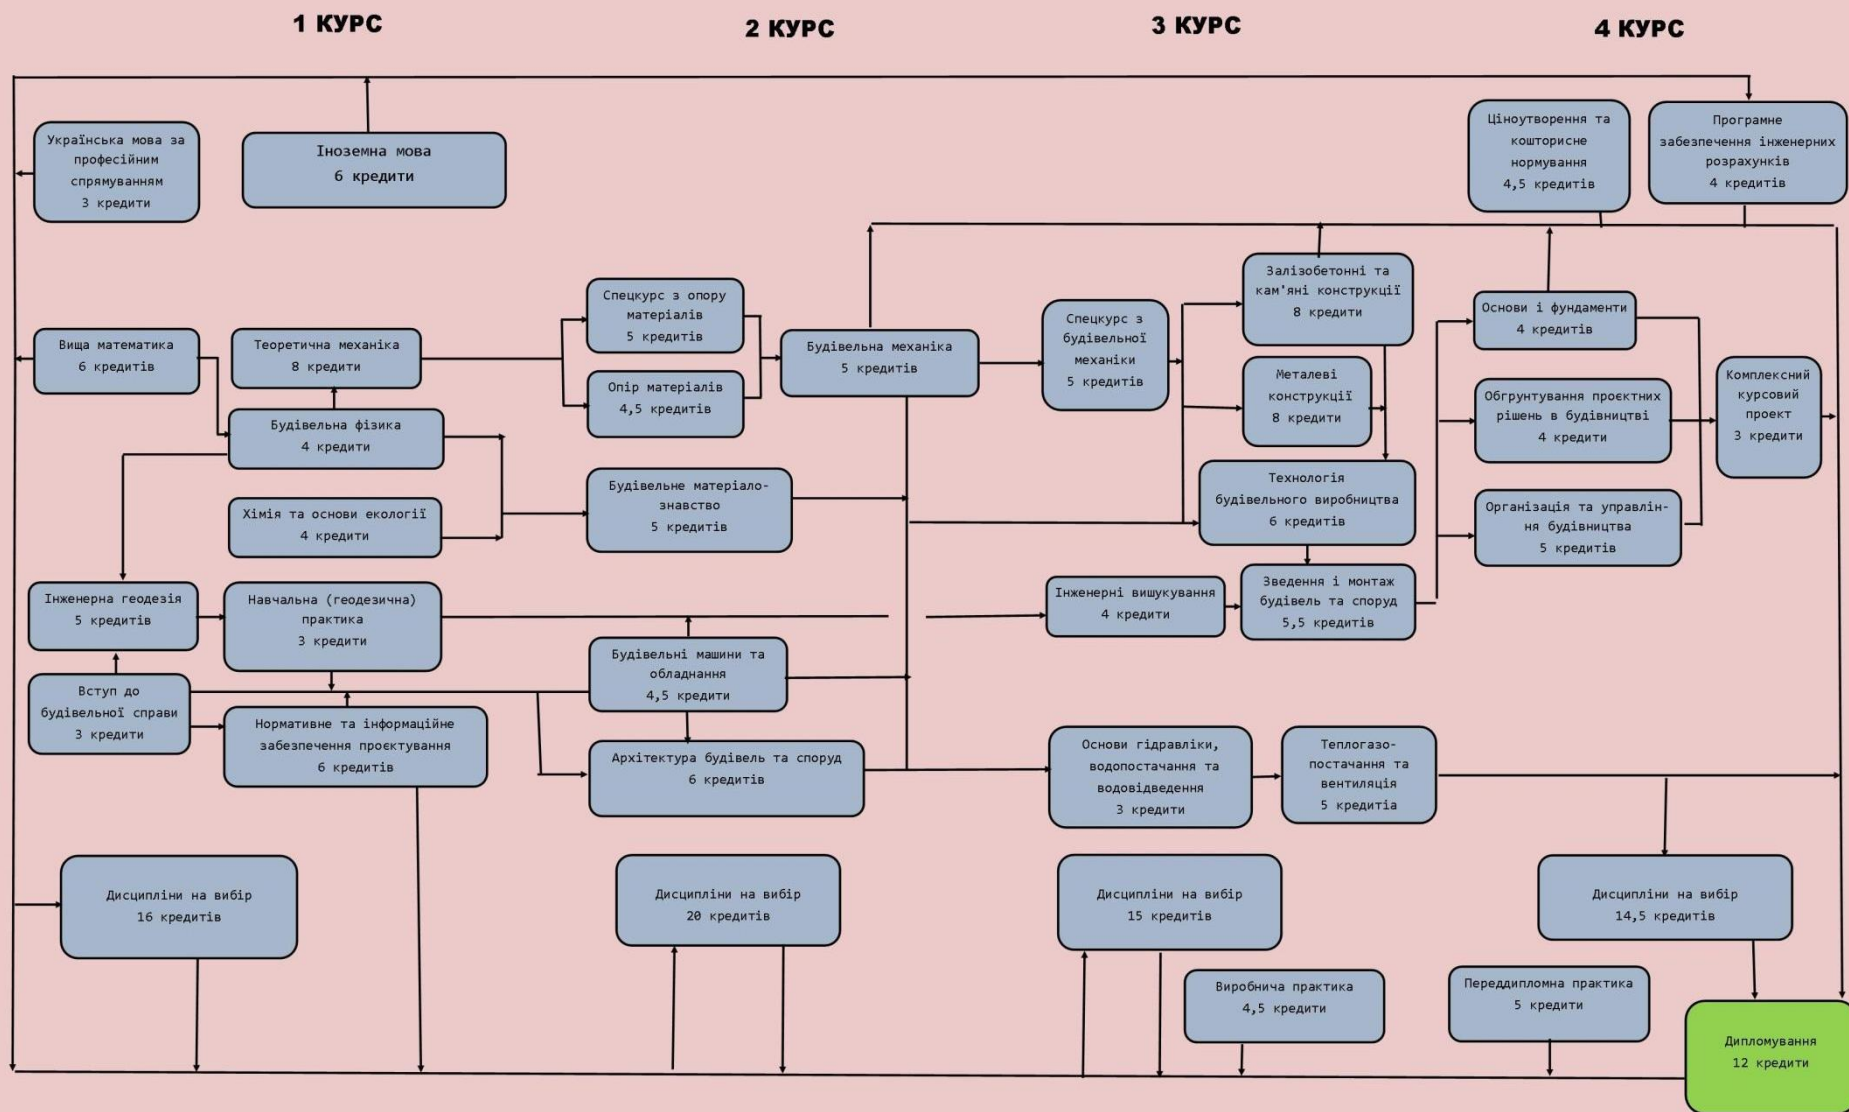 1 КУРС
2 КУРС
3 КУРС
4 КУРС
Українська мова за
професійним
спрямуванням
3 кредити
Іноземна мова
6 кредити
Ціноутворення та
кошторисне
нормування
4,5 кредитів
Програмне
забезпечення інженерних
розрахунків
4 кредитів
Вища математика
6 кредитів
Теоретична механіка
8 кредити
Будівельна фізика
4 кредити
Хімія та основи екології
4 кредити
Спецкурс з опору
матеріалів
5 кредитів
Опір матеріалів
4,5 кредитів
Будівельне матеріало-
знавство
5 кредитів
Будівельна механіка
5 кредитів
Спецкурс з
будівельної
механіки
5 кредитів
Залізобетонні та
кам'яні конструкції
8 кредити
Металеві
конструкції
8 кредити
Технологія
будівельного виробництва
6 кредитів
Основи і фундаменти
4 кредитів
Обгрунтування проєктних
рішень в будівництві
4 кредитів
Організація та управлін-
ня будівництва
5 кредитів
Комплексний
курсовий
проект
3 кредити
Інженерна геодезія
5 кредитів
Навчальна (геодезична)
практика
3 кредити
Вступ до
будівельної справи
3 кредити
Нормативне та інформаційне
забезпечення проєктування
6 кредитів
Будівельні машини та
обладнання
4,5 кредити
Архітектура будівель та споруд
6 кредитів
Інженерні вишукування
4 кредити
Зведення і монтаж
будівель та споруд
5,5 кредитів
Основи гідравліки,
водопостачання та
водовідведення
3 кредити
Теплогазо-
постачання та
вентиляція
5 кредитіа
Дисципліни на вибір
16 кредитів
Дисципліни на вибір
20 кредитів
Дисципліни на вибір
15 кредитів
Дисципліни на вибір
14,5 кредитів
Виробнича практика
4,5 кредити
Переддипломна практика
5 кредити
Дипломування
12 кредити